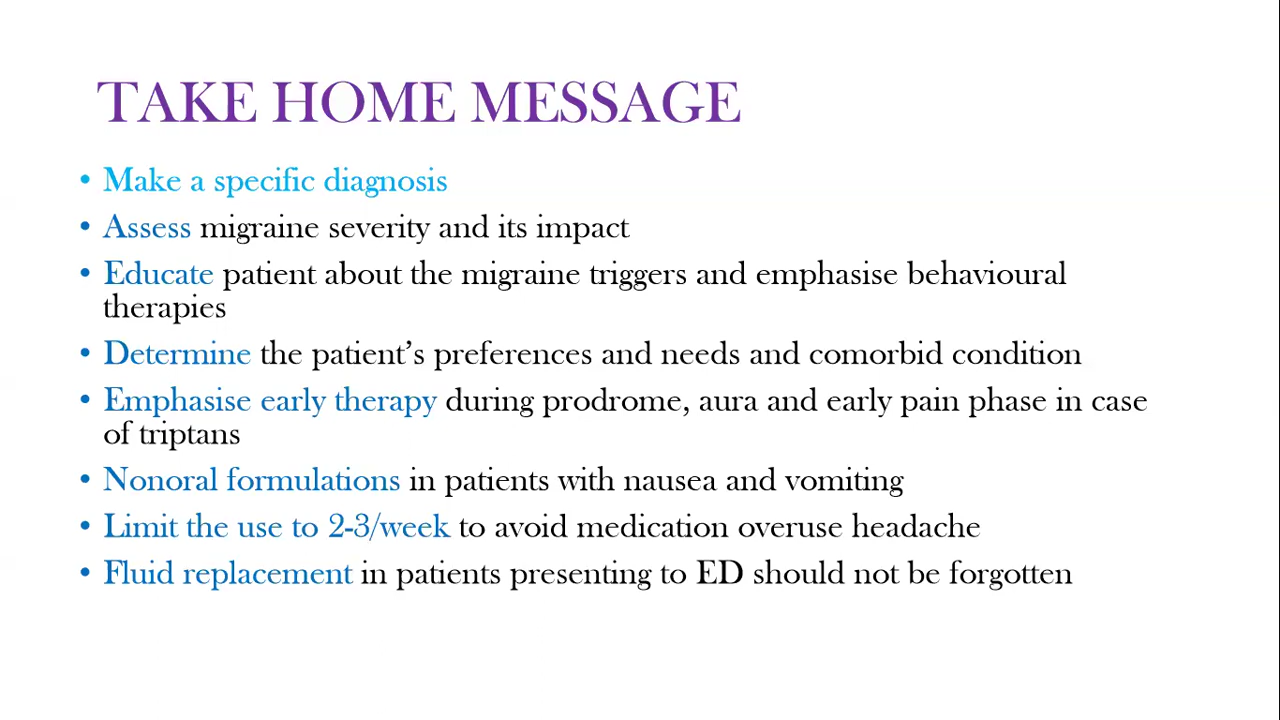 TAKE HOME MESSAGE
• Make a specific diagnosis
• Assess migraine severity and its impact
• Educate patient about the migraine triggers and emphasise behavioural
therapies
• Determine the patient’s preferences and needs and comorbid condition
• Emphasise early therapy during prodrome, aura and early pain phase in case
of triptans
• Nonoral formulations in patients with nausea and vomiting
• Limit the use to 2-3/week to avoid medication overuse headache
• Fluid replacement in patients presenting to ED should not be forgotten